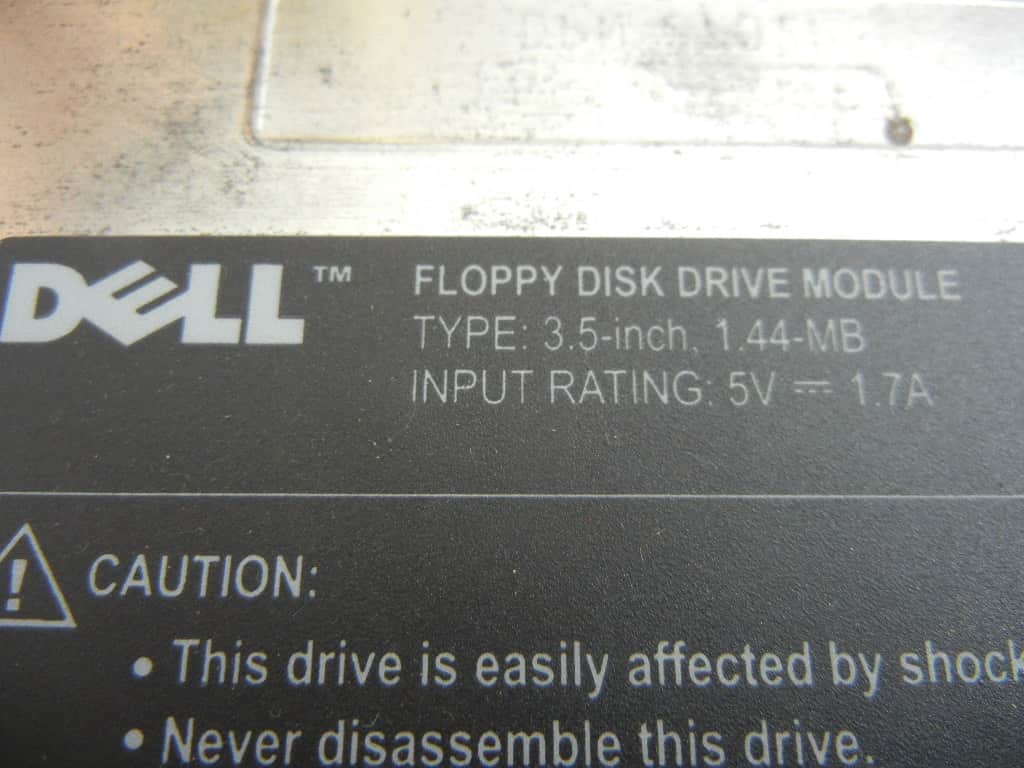 DELL™
FLOPPY DISK DRIVE MODULE
TYPE: 3.5-inch, 1.44-MB
INPUT RATING: 5V ⎓ 1.7A
! CAUTION:
• This drive is easily affected by shock
• Never disassemble this drive.